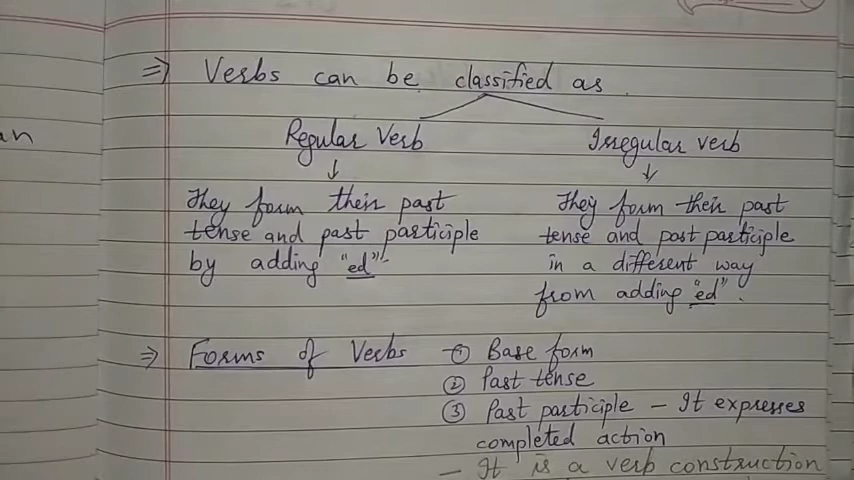 an
⇒ Verbs can be classified as
Regular Verb
Irregular verb
↓
↓
They form their past
tense and past participle
by adding "ed"
They form their past
tense and past participle
in a different way
from adding "ed".
⇒ Forms of Verbs ① Base form
② Past tense
③ Past participle – It expresses
completed action
– It is a verb construction